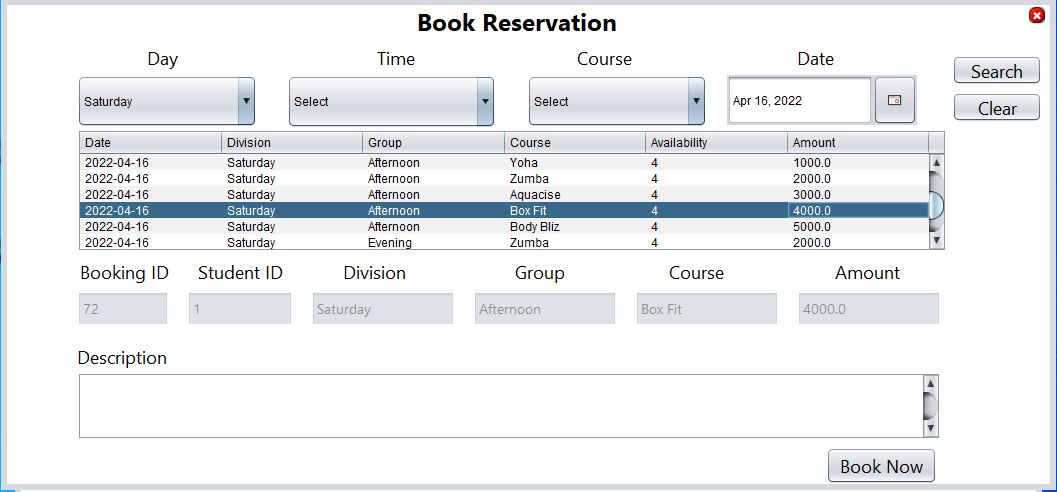 Book Reservation
Day Time Course Date
Search
Saturday Select Select Apr 16, 2022
Clear
Date Division Group Course Availability Amount
2022-04-16 Saturday Afternoon Yoha 4 1000.0
2022-04-16 Saturday Afternoon Zumba 4 2000.0
2022-04-16 Saturday Afternoon Aquacise 4 3000.0
2022-04-16 Saturday Afternoon Box Fit 4 4000.0
2022-04-16 Saturday Afternoon Body Bliz 4 5000.0
2022-04-16 Saturday Evening Zumba 4 2000.0
Booking ID Student ID Division Group Course Amount
72 1 Saturday Afternoon Box Fit 4000.0
Description
Book Now